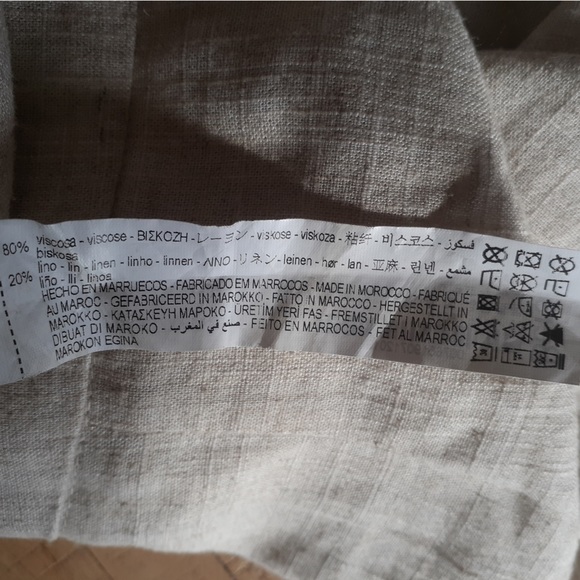 80% viscosa - viscose - ΒΙΣΚΟΖΗ - レーヨン - viskose - viskoza - 粘纤 - 비스코스 - فسكوز
biskosa
20% lino - lin - linen - linho - linnen - ΛΙΝΟ - リネン - leinen - hør - lan - 亚麻 - 린넨 - مشمع
liño - lli - linoa
HECHO EN MARRUECOS - FABRICADO EM MARROCOS - MADE IN MOROCCO - FABRIQUÉ
AU MAROC - GEFABRICEERD IN MAROKKO - FATTO IN MAROCCO - HERGESTELLT IN
MAROKKO - ΚΑΤΑΣΚΕΥΗ ΜΑΡΟΚΟ - ÜRETİM YERİ FAS - FREMSTILLET I MAROKKO
DIBUAT DI MAROKO - صنع في المغرب - FEITO EN MARROCOS - FET AL MARROC
MAROKON EGINA